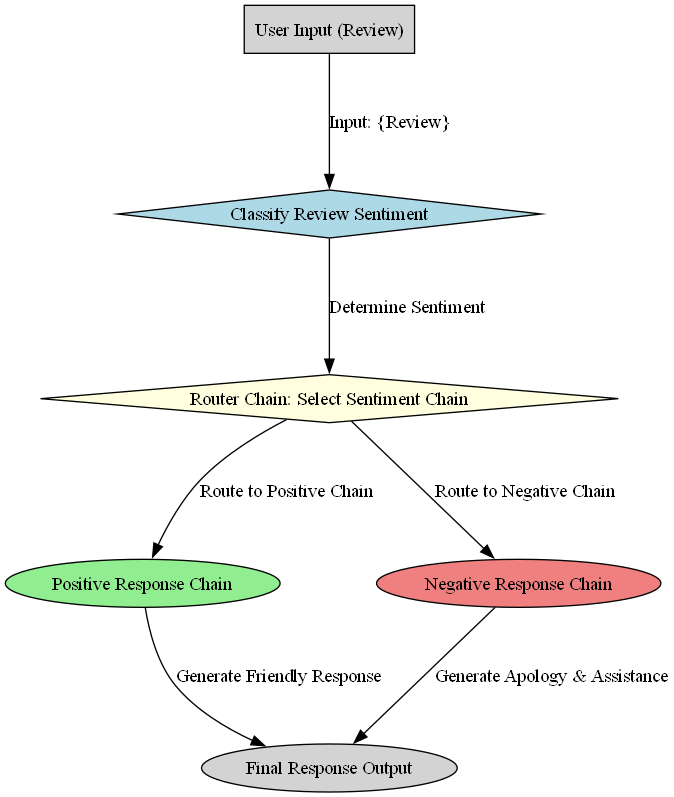 User Input (Review)
Input: {Review}
Classify Review Sentiment
Determine Sentiment
Router Chain: Select Sentiment Chain
Route to Positive Chain
Route to Negative Chain
Positive Response Chain
Negative Response Chain
Generate Friendly Response
Generate Apology & Assistance
Final Response Output